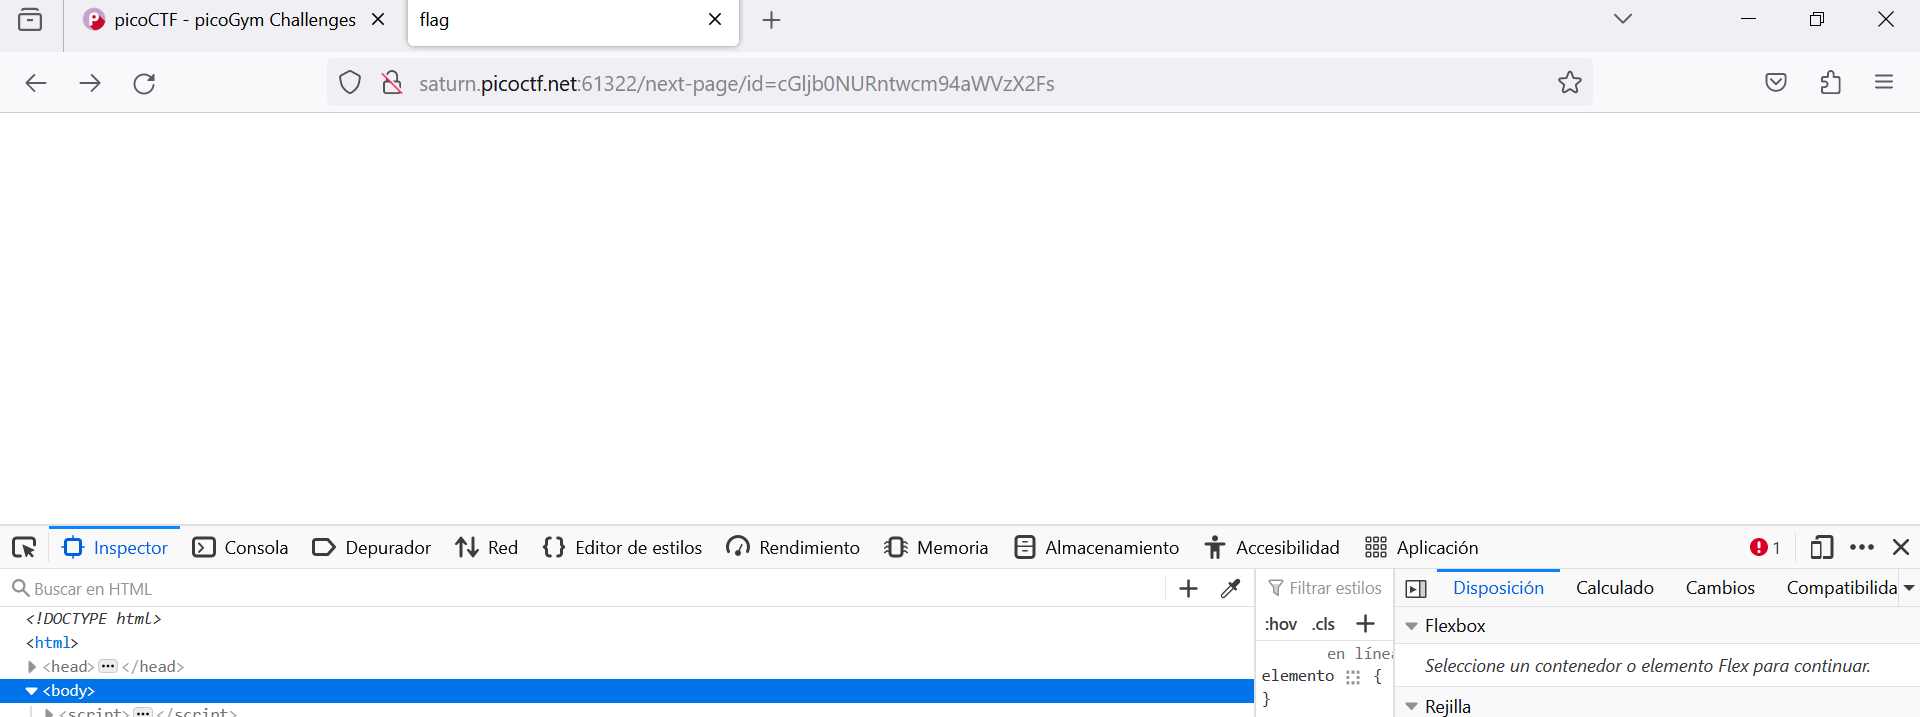 picoCTF - picoGym Challenges
flag
saturn.picoctf.net:61322/next-page/id=cGljb0NURntwcm94aWVzX2Fs
Inspector Consola Depurador Red Editor de estilos Rendimiento Memoria Almacenamiento Accesibilidad Aplicación 1
Buscar en HTML
Filtrar estilos
Disposición Calculado Cambios Compatibilida
<!DOCTYPE html>
<html>
<head> ••• </head>
<body>
<script> ••• </script>
:hov .cls
en línea
elemento {
}
Flexbox
Seleccione un contenedor o elemento Flex para continuar.
Rejilla